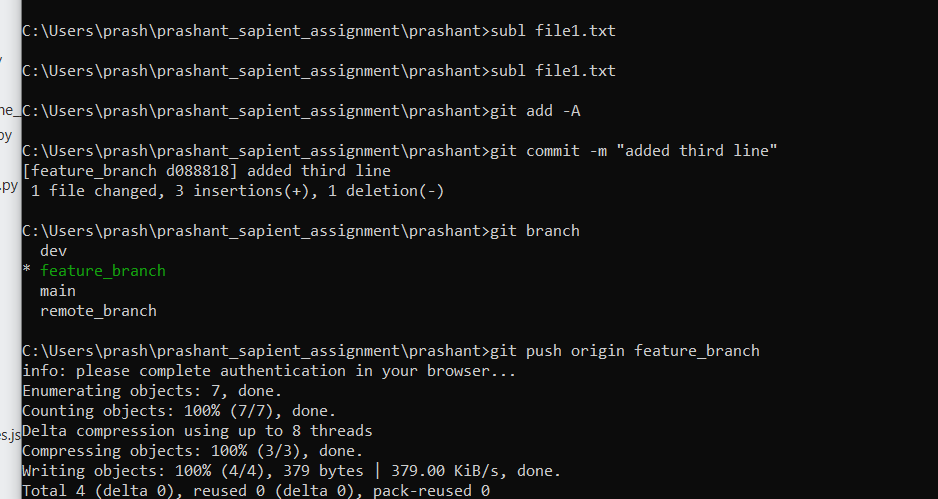 C:\Users\prash\prashant_sapient_assignment\prashant>subl file1.txt
C:\Users\prash\prashant_sapient_assignment\prashant>subl file1.txt
ne_
C:\Users\prash\prashant_sapient_assignment\prashant>git add -A
py
C:\Users\prash\prashant_sapient_assignment\prashant>git commit -m "added third line"
[feature_branch d088818] added third line
.py
1 file changed, 3 insertions(+), 1 deletion(-)
C:\Users\prash\prashant_sapient_assignment\prashant>git branch
dev
* feature_branch
main
remote_branch
C:\Users\prash\prashant_sapient_assignment\prashant>git push origin feature_branch
info: please complete authentication in your browser...
Enumerating objects: 7, done.
Counting objects: 100% (7/7), done.
Delta compression using up to 8 threads
s.js
Compressing objects: 100% (3/3), done.
Writing objects: 100% (4/4), 379 bytes | 379.00 KiB/s, done.
Total 4 (delta 0), reused 0 (delta 0), pack-reused 0